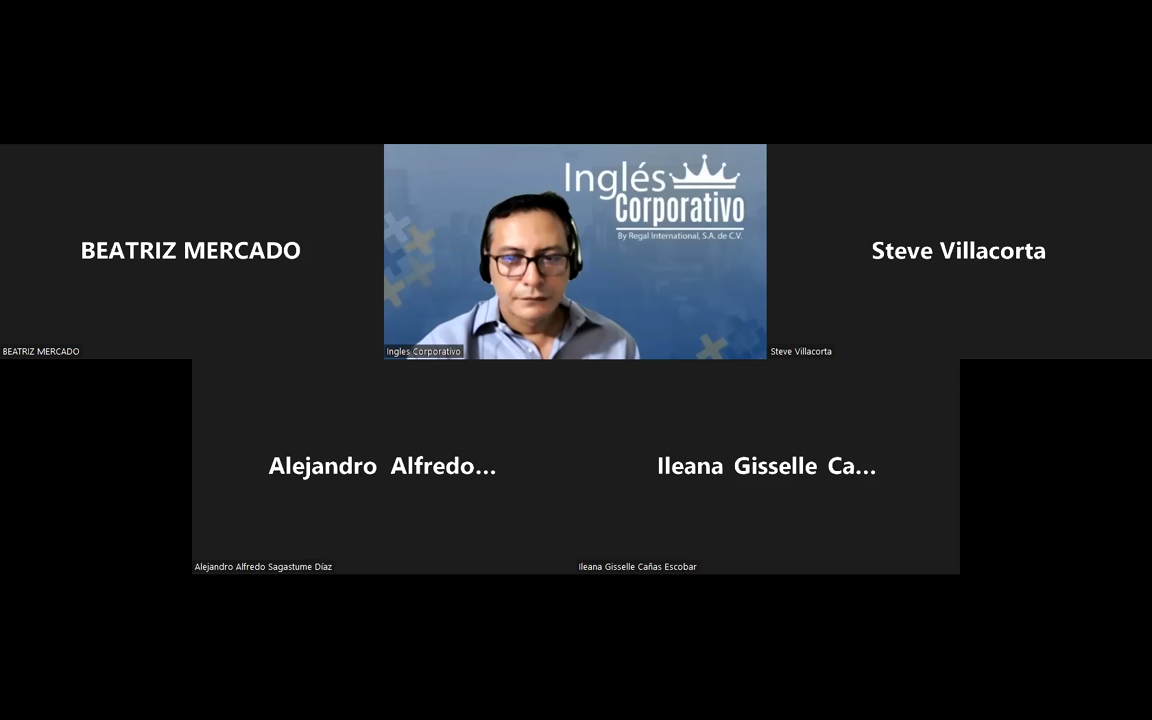 BEATRIZ MERCADO
BEATRIZ MERCADO
Inglés
Corporativo
By Regal International, S.A. de C.V.
Ingles Corporativo
Steve Villacorta
Steve Villacorta
Alejandro Alfredo...
Alejandro Alfredo Sagastume Díaz
Ileana Gisselle Ca...
Ileana Gisselle Cañas Escobar